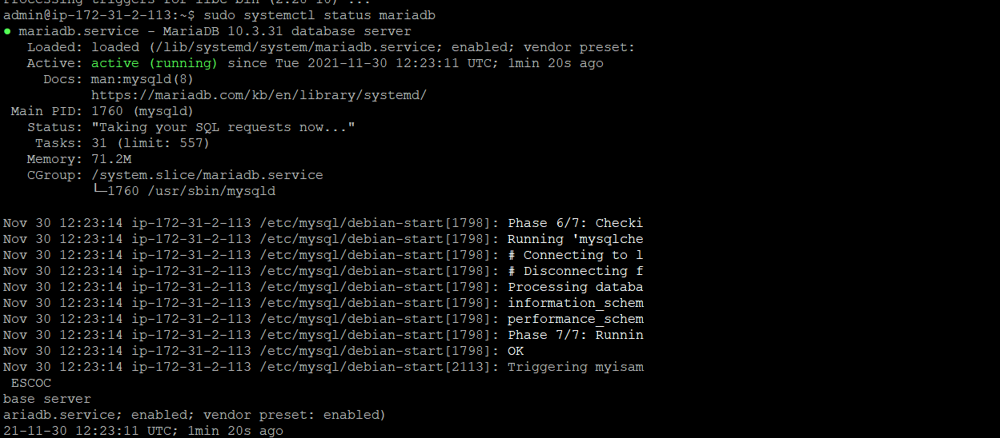 Processing triggers for libc-bin (2.28-10) ...
admin@ip-172-31-2-113:~$ sudo systemctl status mariadb
● mariadb.service - MariaDB 10.3.31 database server
   Loaded: loaded (/lib/systemd/system/mariadb.service; enabled; vendor preset:
   Active: active (running) since Tue 2021-11-30 12:23:11 UTC; 1min 20s ago
     Docs: man:mysqld(8)
           https://mariadb.com/kb/en/library/systemd/
 Main PID: 1760 (mysqld)
   Status: "Taking your SQL requests now..."
    Tasks: 31 (limit: 557)
   Memory: 71.2M
   CGroup: /system.slice/mariadb.service
           └─1760 /usr/sbin/mysqld

Nov 30 12:23:14 ip-172-31-2-113 /etc/mysql/debian-start[1798]: Phase 6/7: Checki
Nov 30 12:23:14 ip-172-31-2-113 /etc/mysql/debian-start[1798]: Running 'mysqlche
Nov 30 12:23:14 ip-172-31-2-113 /etc/mysql/debian-start[1798]: # Connecting to l
Nov 30 12:23:14 ip-172-31-2-113 /etc/mysql/debian-start[1798]: # Disconnecting f
Nov 30 12:23:14 ip-172-31-2-113 /etc/mysql/debian-start[1798]: Processing databa
Nov 30 12:23:14 ip-172-31-2-113 /etc/mysql/debian-start[1798]: information_schem
Nov 30 12:23:14 ip-172-31-2-113 /etc/mysql/debian-start[1798]: performance_schem
Nov 30 12:23:14 ip-172-31-2-113 /etc/mysql/debian-start[1798]: Phase 7/7: Runnin
Nov 30 12:23:14 ip-172-31-2-113 /etc/mysql/debian-start[1798]: OK
Nov 30 12:23:14 ip-172-31-2-113 /etc/mysql/debian-start[2113]: Triggering myisam
 ESCOC
base server
ariadb.service; enabled; vendor preset: enabled)
21-11-30 12:23:11 UTC; 1min 20s ago